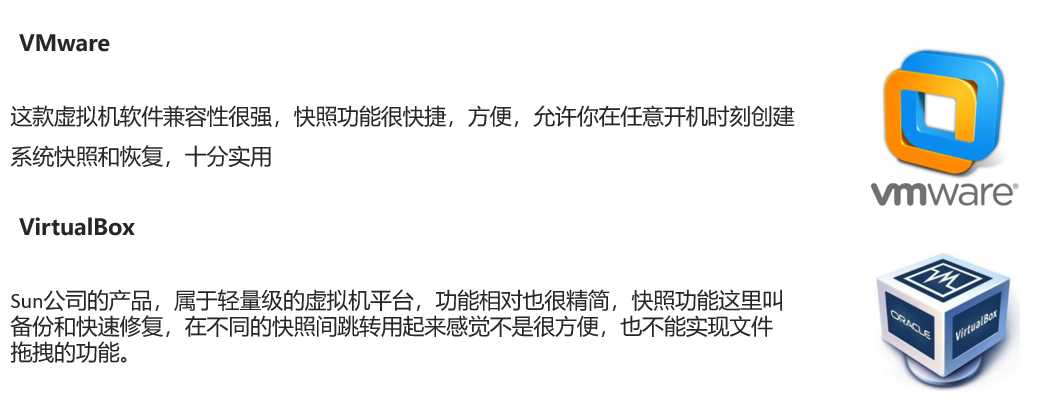 VMware
这款虚拟机软件兼容性很强，快照功能很快捷，方便，允许你在任意开机时刻创建
系统快照和恢复，十分实用
vmware®
VirtualBox
Sun公司的产品，属于轻量级的虚拟机平台，功能相对也很精简，快照功能这里叫
备份和快速修复，在不同的快照间跳转用起来感觉不是很方便，也不能实现文件
拖拽的功能。
ORACLE
VirtualBox